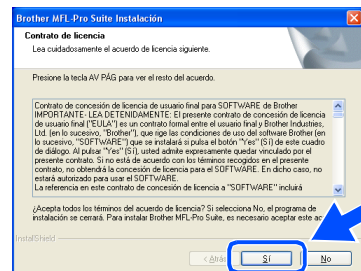 Brother MFL-Pro Suite Instalación
Contrato de licencia
Lea cuidadosamente el acuerdo de licencia siguiente.
Presione la tecla AV PÁG para ver el resto del acuerdo.
Contrato de concesión de licencia de usuario final para SOFTWARE de Brother
IMPORTANTE- LEA DETENIDAMENTE: El presente contrato de concesión de licencia
de usuario final ("EULA") es un contrato formal entre el usuario final y Brother Industries,
Ltd. (en lo sucesivo, "Brother"), que rige las condiciones de uso del software Brother (en
lo sucesivo, "SOFTWARE") que se instalará si pulsa el botón "Yes" (Sí) de este cuadro
de diálogo. Al pulsar "Yes" (Sí), usted admite expresamente quedar vinculado por el
presente contrato. Si no está de acuerdo con los términos recogidos en el presente
contrato, no obtendrá la concesión de licencia para el SOFTWARE. En dicho caso, no
estará autorizado para usar el SOFTWARE.
La referencia en este contrato de concesión de licencia a "SOFTWARE" incluirá
¿Acepta todos los términos del acuerdo de licencia? Si selecciona No, el programa de
instalación se cerrará. Para instalar Brother MFL-Pro Suite, es necesario aceptar este
InstallShield
< Atrás
Sí
No